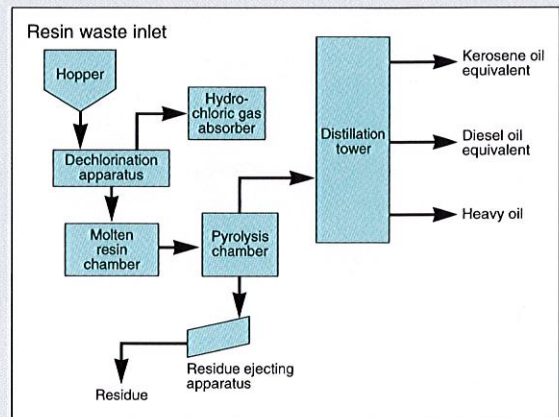 Resin waste inlet
Hopper
Hydro-
chloric gas
absorber
Dechlorination
apparatus
Molten
resin
chamber
Pyrolysis
chamber
Distillation
tower
Kerosene oil
equivalent
Diesel oil
equivalent
Heavy oil
Residue ejecting
apparatus
Residue